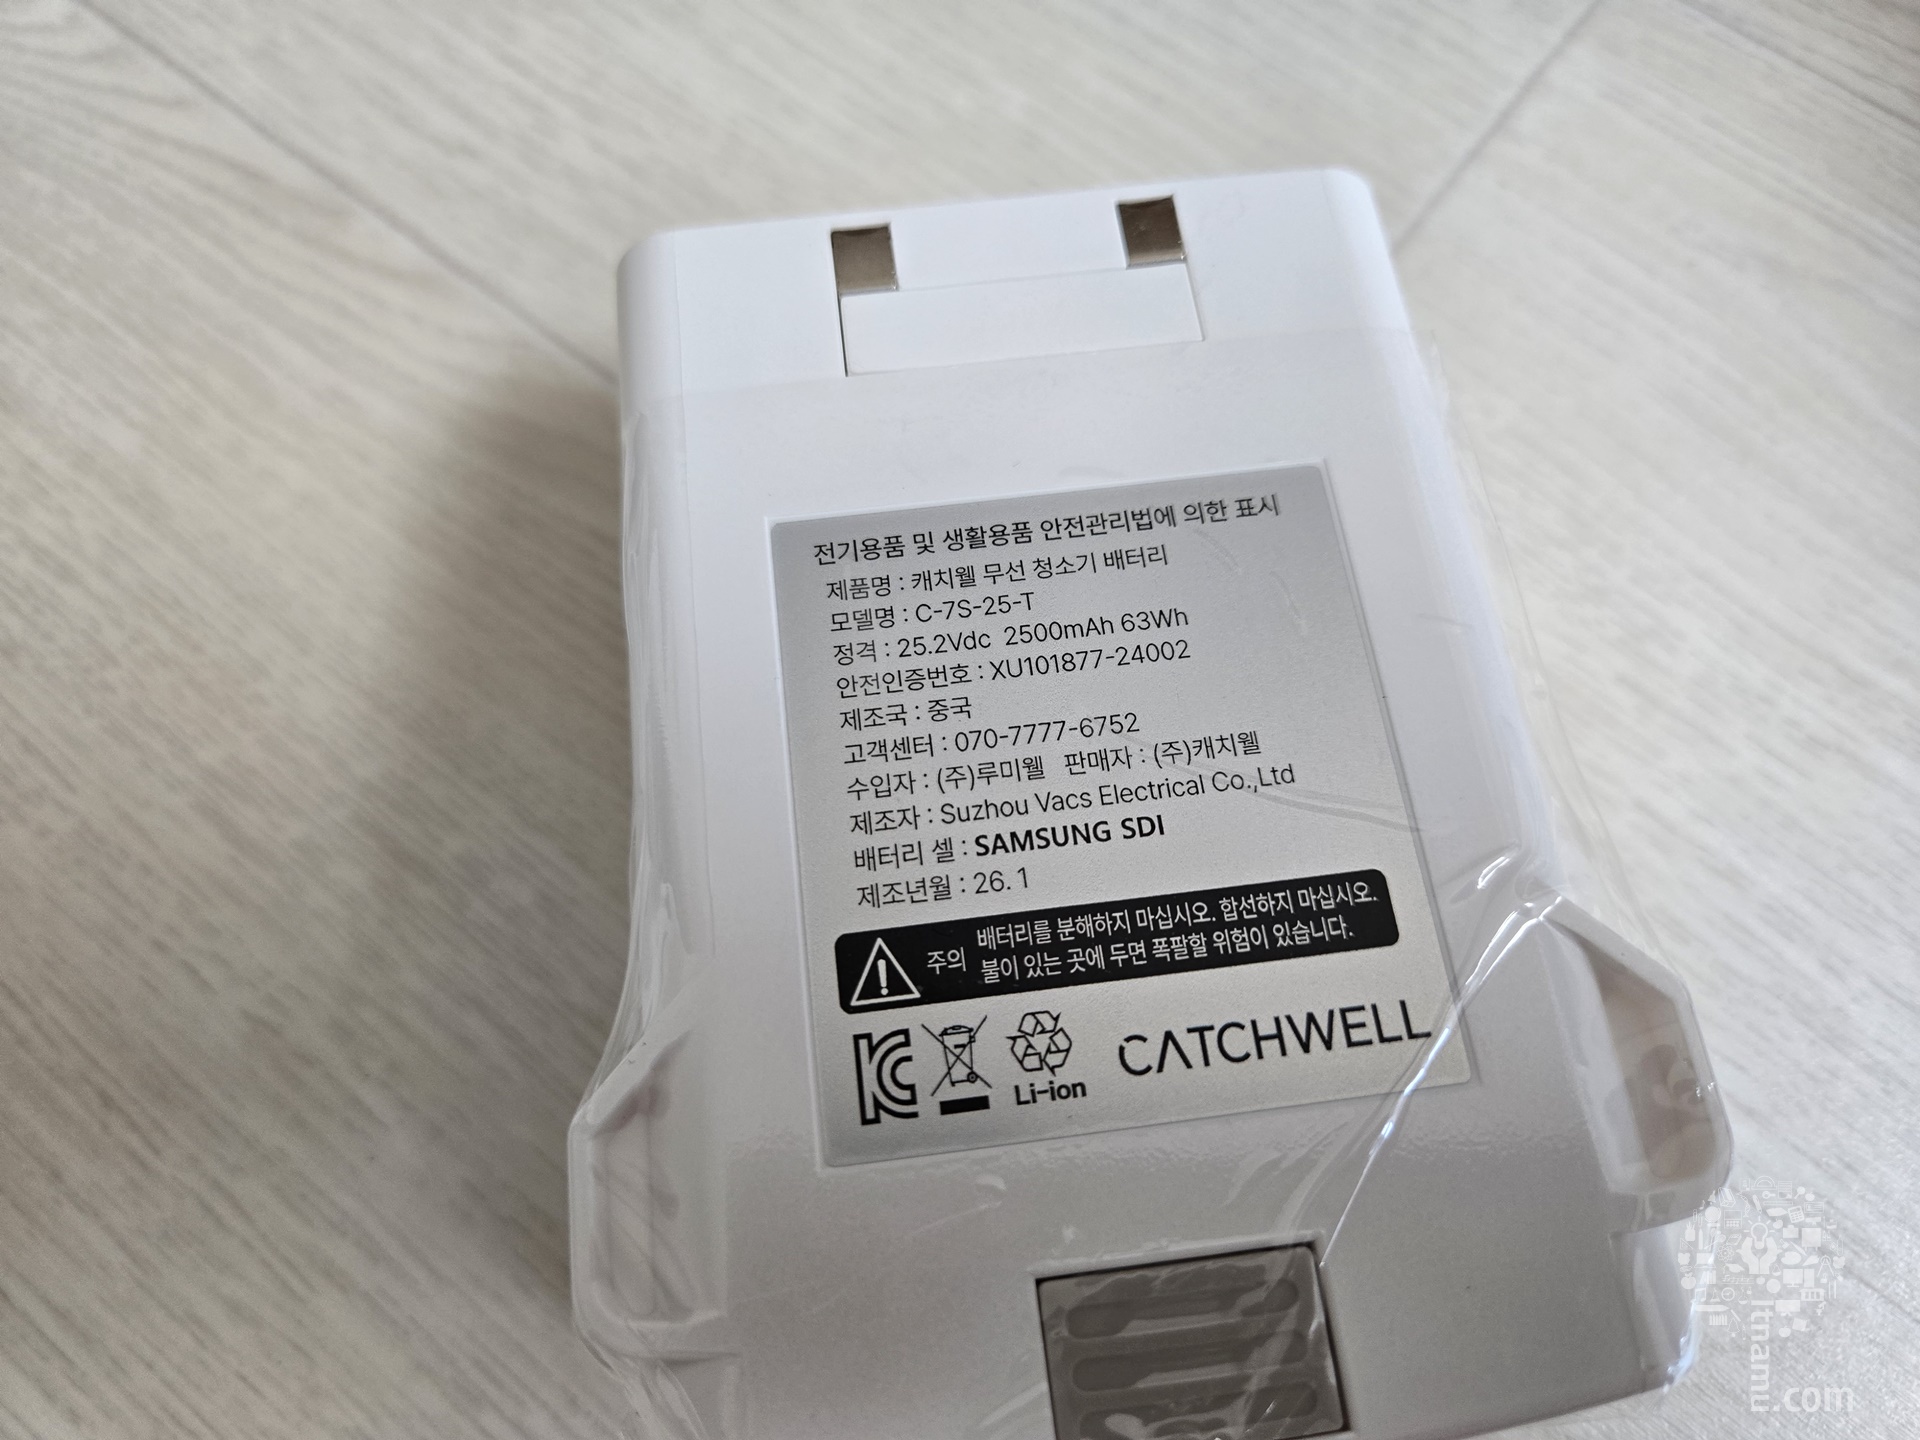 전기용품 및 생활용품 안전관리법에 의한 표시
제품명 : 캐치웰 무선 청소기 배터리
모델명 : C-7S-25-T
정격 : 25.2Vdc 2500mAh 63Wh
안전인증번호 : XU101877-24002
제조국 : 중국
고객센터 : 070-7777-6752
수입자 : (주)루미웰 판매자 : (주)캐치웰
제조자 : Suzhou Vacs Electrical Co.,Ltd
배터리 셀 : SAMSUNG SDI
제조년월 : 26.1
주의
배터리를 분해하지 마십시오. 합선하지 마십시오.
불이 있는 곳에 두면 폭팔할 위험이 있습니다.
Li-ion
CATCHWELL
itnamu.com